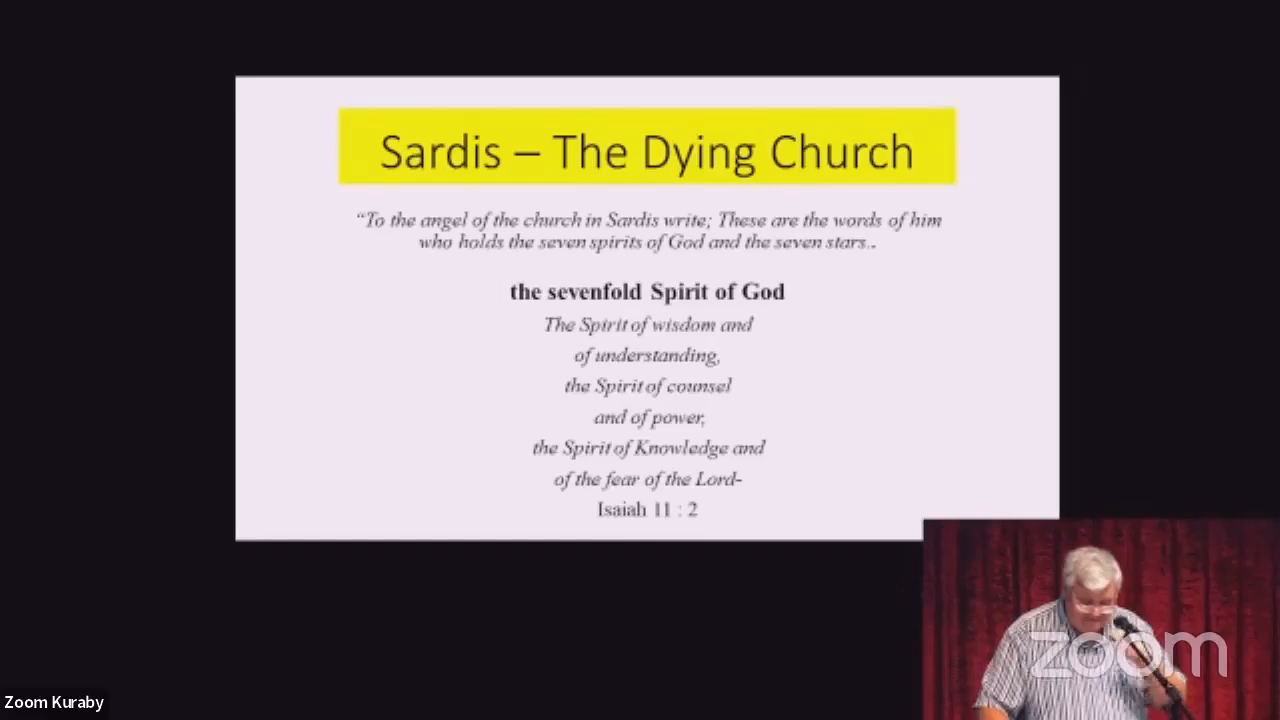 Sardis – The Dying Church
“To the angel of the church in Sardis write; These are the words of him
who holds the seven spirits of God and the seven stars..
the sevenfold Spirit of God
The Spirit of wisdom and
of understanding,
the Spirit of counsel
and of power,
the Spirit of Knowledge and
of the fear of the Lord-
Isaiah 11 : 2
zoom
Zoom Kuraby